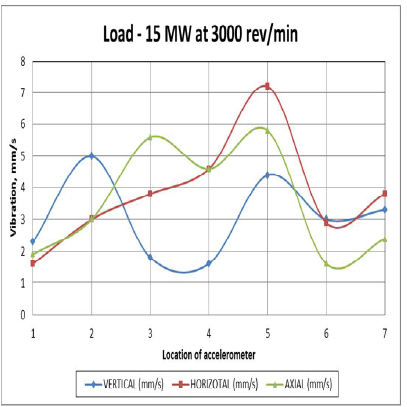 Load - 15 MW at 3000 rev/min
8
7
6
5
4
3
2
1
0
Vibration, mm/s
1 2 3 4 5 6 7
Location of accelerometer
VERTICAL (mm/s) HORIZOTAL (mm/s) AXIAL (mm/s)